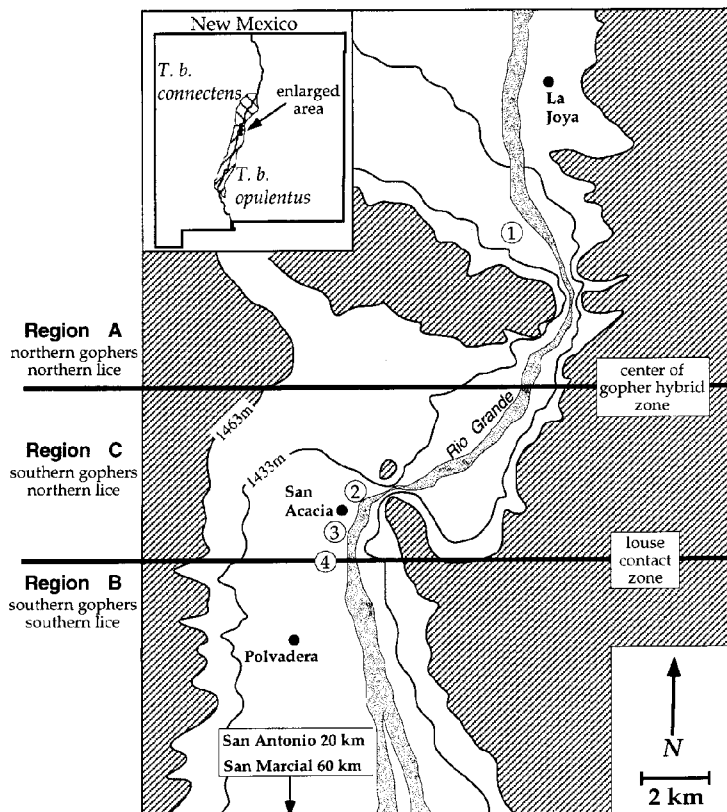 New Mexico
T. b.
connectens
enlarged
area
T. b.
opulentus
La
Joya
1
Region A
northern gophers
northern lice
center of
gopher hybrid
zone
1463m
Rio Grande
Region C
southern gophers
northern lice
1433m
San
Acacia
2
3
4
louse
contact
zone
Region B
southern gophers
southern lice
Polvadera
San Antonio 20 km
San Marcial 60 km
N
2 km